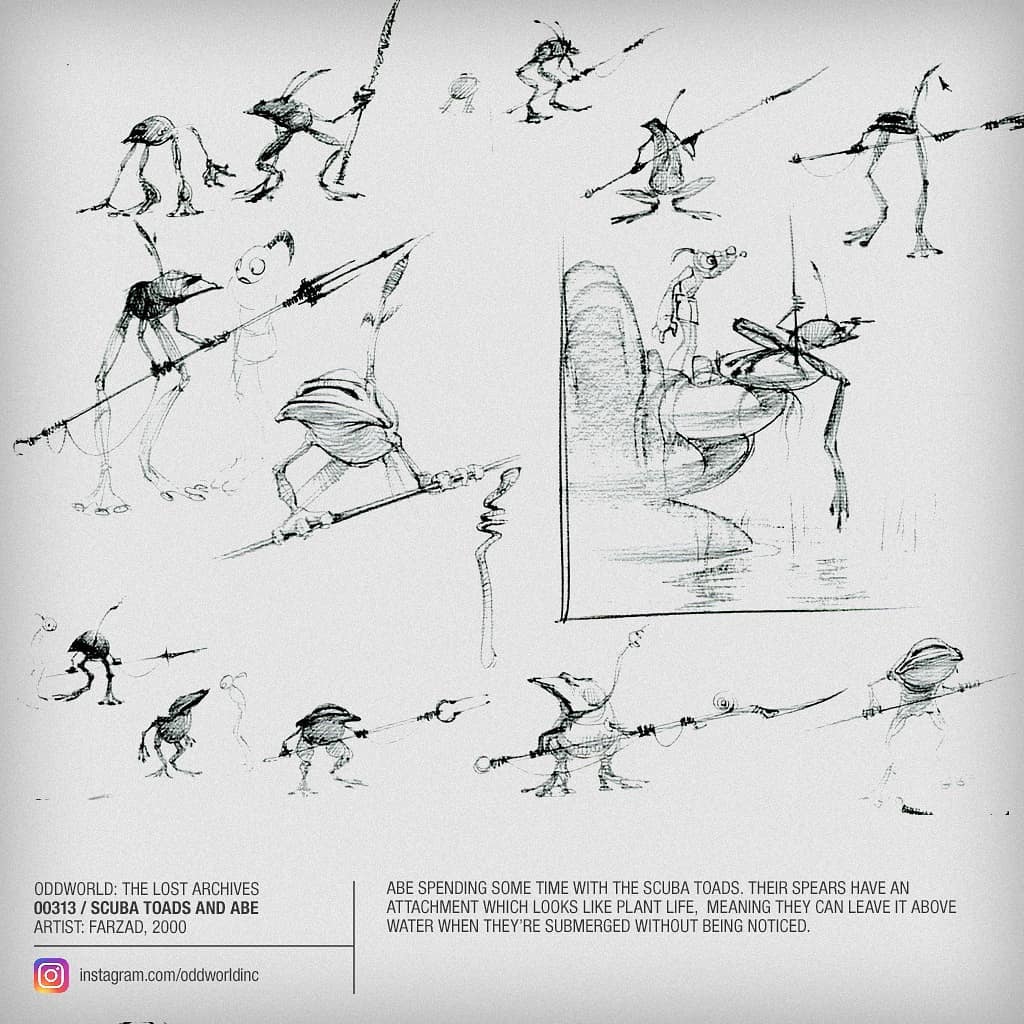 ODDWORLD: THE LOST ARCHIVES
00313 / SCUBA TOADS AND ABE
ARTIST: FARZAD, 2000
instagram.com/oddworldinc
ABE SPENDING SOME TIME WITH THE SCUBA TOADS. THEIR SPEARS HAVE AN
ATTACHMENT WHICH LOOKS LIKE PLANT LIFE, MEANING THEY CAN LEAVE IT ABOVE
WATER WHEN THEY'RE SUBMERGED WITHOUT BEING NOTICED.